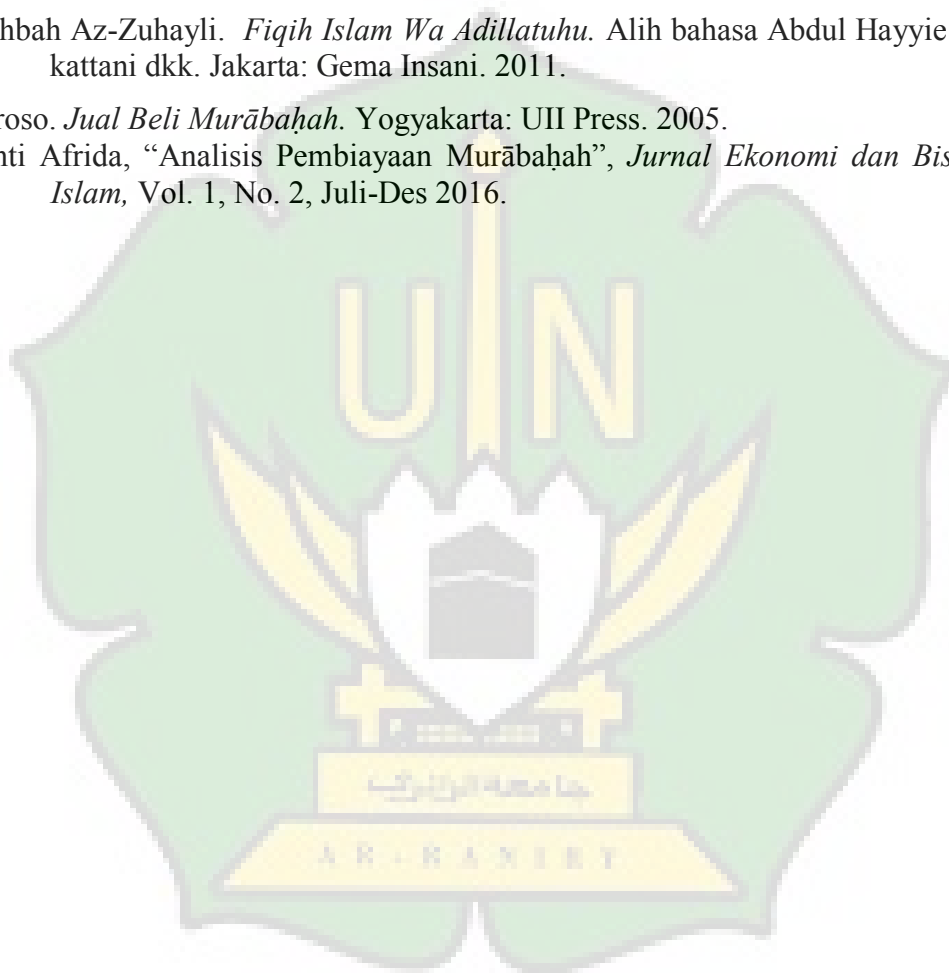 hbah Az-Zuhayli. Fiqih Islam Wa Adillatuhu. Alih bahasa Abdul Hayyie
kattani dkk. Jakarta: Gema Insani. 2011.
roso. Jual Beli Murābaḥah. Yogyakarta: UII Press. 2005.
nti Afrida, “Analisis Pembiayaan Murābaḥah”, Jurnal Ekonomi dan Bis
Islam, Vol. 1, No. 2, Juli-Des 2016.
UIN
جامعة الرانيري
AR-RANIRY